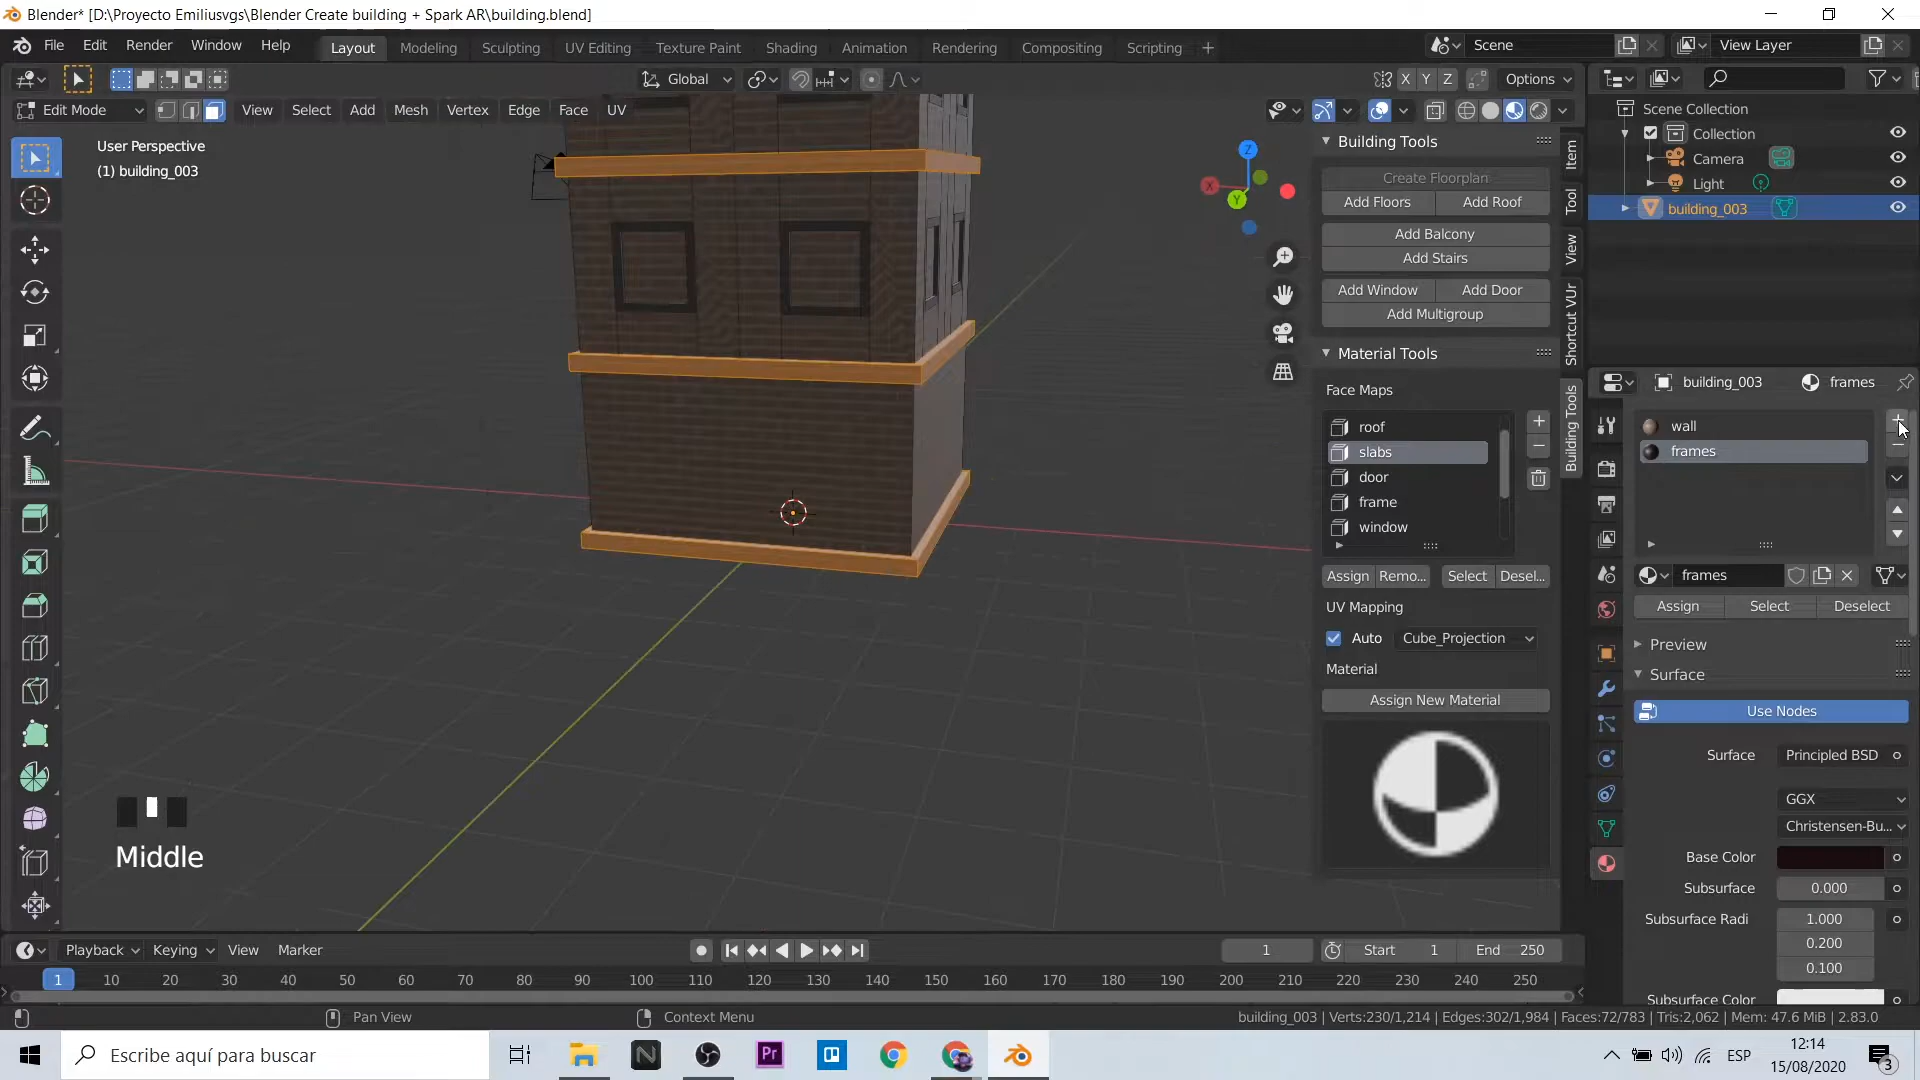 Blender* [D:\Proyecto Emiliusvgs\Blender Create building + Spark AR\building.blend]
File Edit Render Window Help Layout Modeling Sculpting UV Editing Texture Paint Shading Animation Rendering Compositing Scripting + Scene View Layer
Global X Y Z Options
Edit Mode View Select Add Mesh Vertex Edge Face UV
User Perspective
(1) building_003
Z
X
Y
Middle
Building Tools
Create Floorplan
Add Floors Add Roof
Add Balcony
Add Stairs
Add Window Add Door
Add Multigroup
Material Tools
Face Maps
roof
slabs
door
frame
window
Assign Remo... Select Desel...
UV Mapping
Auto Cube_Projection
Material
Assign New Material
Item
Tool
View
Shortcut VUr
Building Tools
Scene Collection
Collection
Camera
Light
building_003
building_003 frames
wall
frames
frames
Assign Select Deselect
Preview
Surface
Use Nodes
Surface Principled BSD
GGX
Christensen-Bu...
Base Color
Subsurface 0.000
Subsurface Radi 1.000
0.200
0.100
Subsurface Color
Playback Keying View Marker 1 Start 1 End 250
1 10 20 30 40 50 60 70 80 90 100 110 120 130 140 150 160 170 180 190 200 210 220 230 240 250
Pan View Context Menu building_003 | Verts:230/1,214 | Edges:302/1,984 | Faces:72/783 | Tris:2,062 | Mem: 47.6 MiB | 2.83.0
Escribe aquí para buscar Pr ESP 12:14
15/08/2020 3